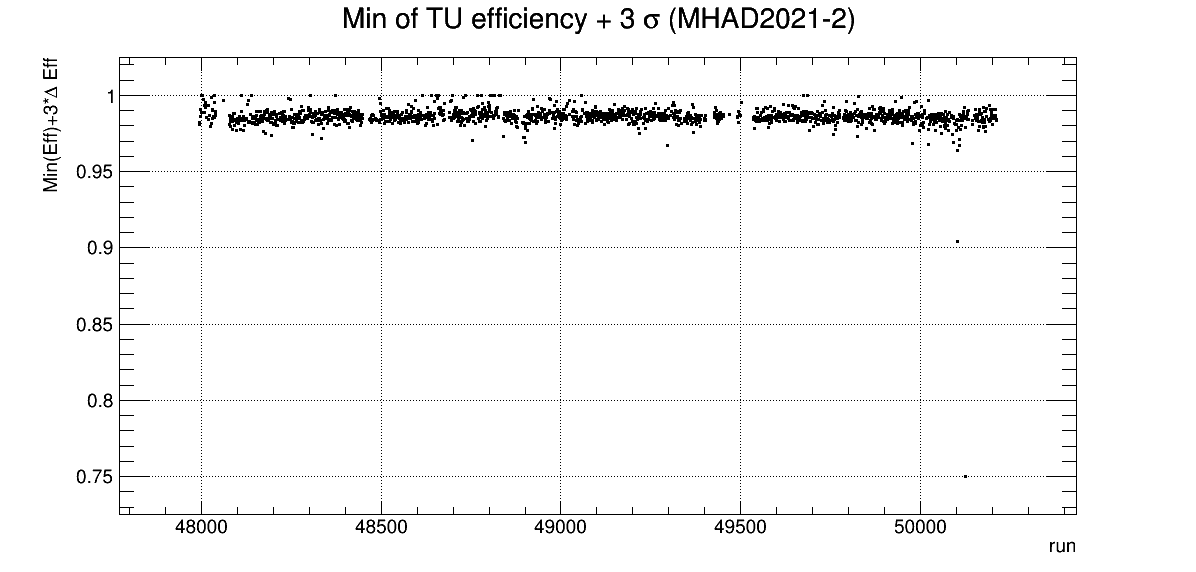 Min of TU efficiency + 3 σ (MHAD2021-2)
Min(Eff)+3*Δ Eff
1
0.95
0.9
0.85
0.8
0.75
48000 48500 49000 49500 50000
run